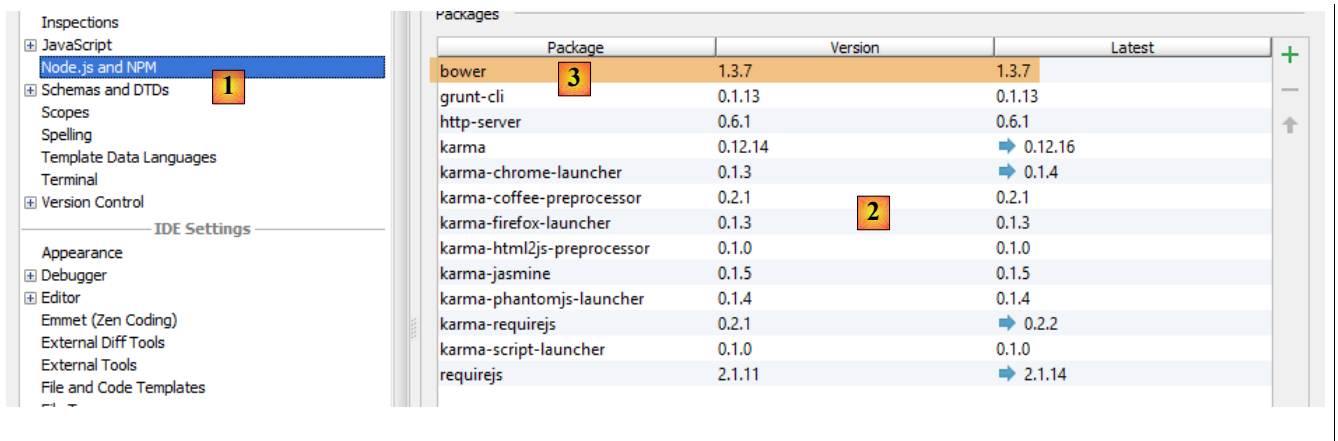 Inspections
JavaScript
Node.js and NPM
1
Schemas and DTDs
Scopes
Spelling
Template Data Languages
Terminal
Version Control
IDE Settings
Appearance
Debugger
Editor
Emmet (Zen Coding)
External Diff Tools
External Tools
File and Code Templates
Packages
Package Version Latest
bower 3 1.3.7 1.3.7
grunt-cli 0.1.13 0.1.13
http-server 0.6.1 0.6.1
karma 0.12.14 0.12.16
karma-chrome-launcher 0.1.3 0.1.4
karma-coffee-preprocessor 0.2.1 0.2.1
karma-firefox-launcher 0.1.3 2 0.1.3
karma-html2js-preprocessor 0.1.0 0.1.0
karma-jasmine 0.1.5 0.1.5
karma-phantomjs-launcher 0.1.4 0.1.4
karma-requirejs 0.2.1 0.2.2
karma-script-launcher 0.1.0 0.1.0
requirejs 2.1.11 2.1.14